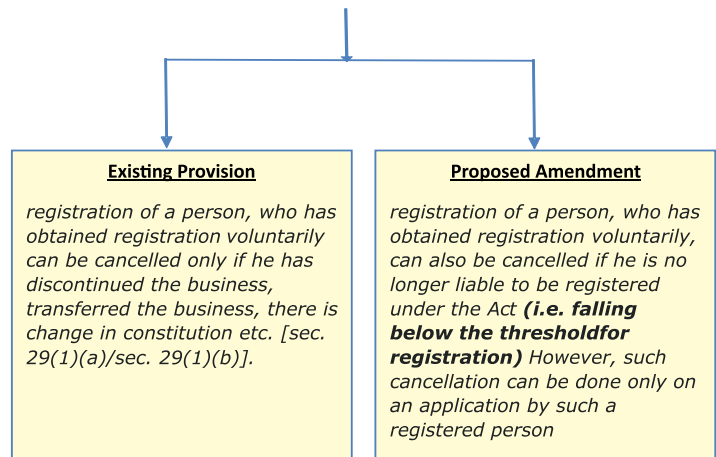 Existing Provision
registration of a person, who has
obtained registration voluntarily
can be cancelled only if he has
discontinued the business,
transferred the business, there is
change in constitution etc. [sec.
29(1)(a)/sec. 29(1)(b)].
Proposed Amendment
registration of a person, who has
obtained registration voluntarily,
can also be cancelled if he is no
longer liable to be registered
under the Act (i.e. falling
below the thresholdfor
registration) However, such
cancellation can be done only on
an application by such a
registered person